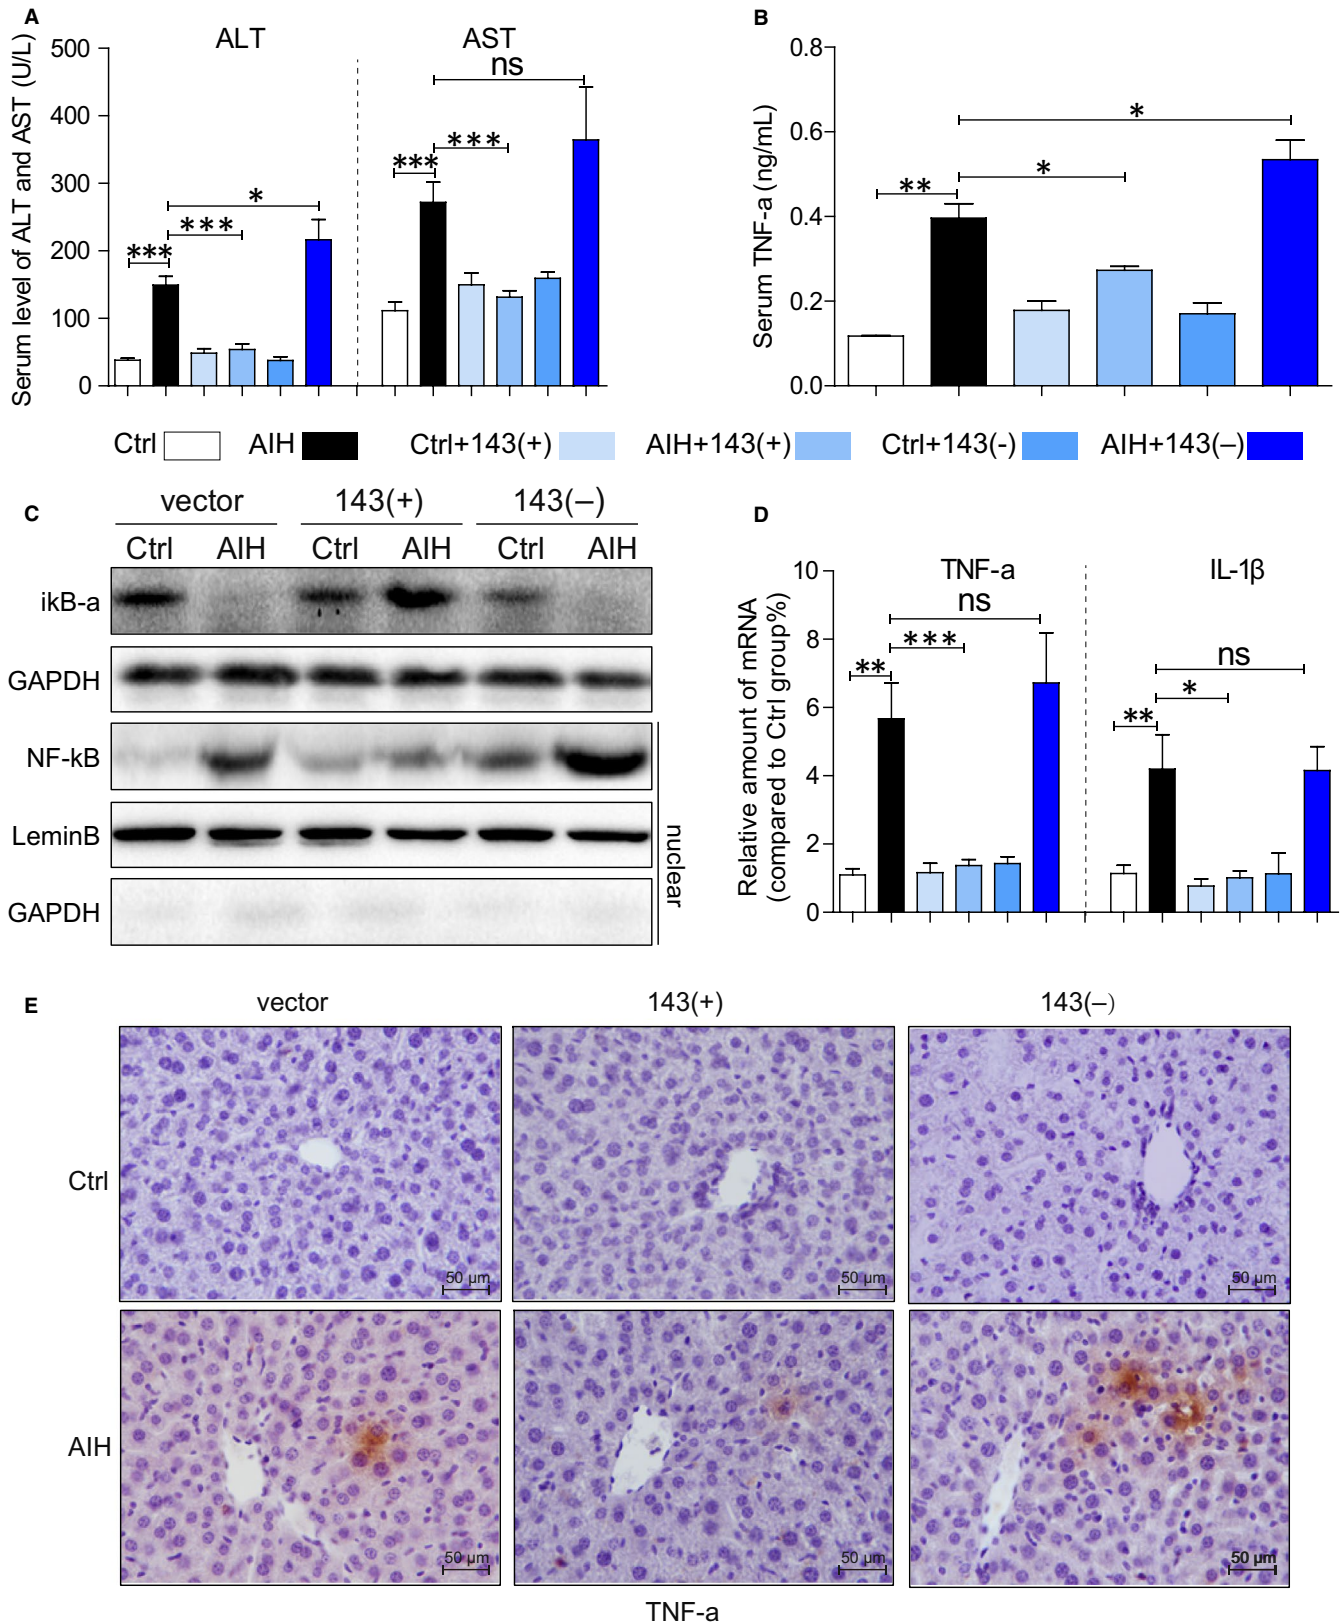 A
ALT
AST
Serum level of ALT and AST (U/L)
500
400
300
200
100
0
***
***
*
***
***
ns
B
Serum TNF-a (ng/mL)
0.8
0.6
0.4
0.2
0.0
**
*
*
Ctrl
AIH
Ctrl+143(+)
AIH+143(+)
Ctrl+143(-)
AIH+143(–)
C
vector
143(+)
143(–)
Ctrl
AIH
Ctrl
AIH
Ctrl
AIH
ikB-a
GAPDH
NF-kB
LeminB
GAPDH
nuclear
D
TNF-a
IL-1β
Relative amount of mRNA
(compared to Ctrl group%)
10
8
6
4
2
0
**
***
ns
**
*
ns
E
vector
143(+)
143(–)
Ctrl
50 µm
50 µm
50 µm
AIH
50 µm
50 µm
50 µm
TNF-a